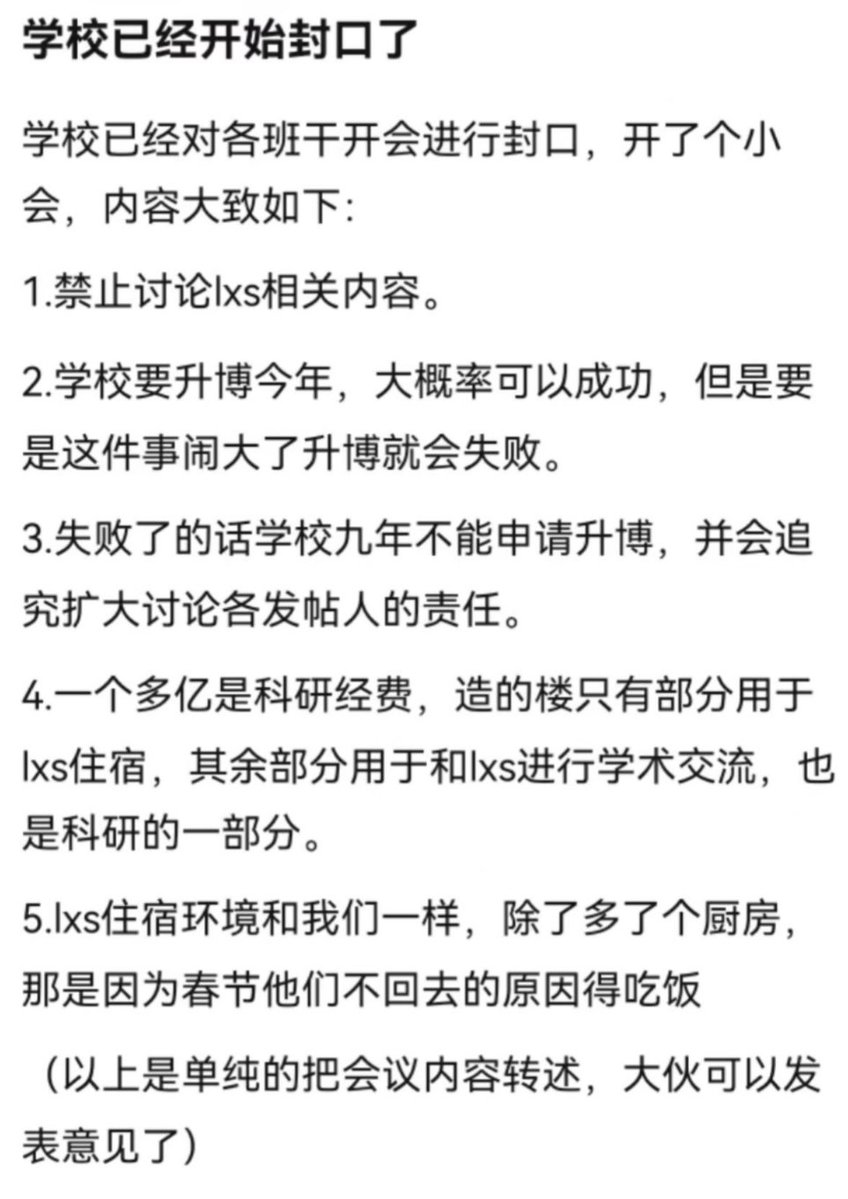 学校已经开始封口了
学校已经对各班干开会进行封口，开了个小
会，内容大致如下：
1.禁止讨论lxs相关内容。
2.学校要升博今年，大概率可以成功，但是要
是这件事闹大了升博就会失败。
3.失败了的话学校九年不能申请升博，并会追
究扩大讨论各发帖人的责任。
4.一个多亿是科研经费，造的楼只有部分用于
lxs住宿，其余部分用于和lxs进行学术交流，也
是科研的一部分。
5.lxs住宿环境和我们一样，除了多了个厨房，
那是因为春节他们不回去的原因得吃饭
（以上是单纯的把会议内容转述，大伙可以发
表意见了）